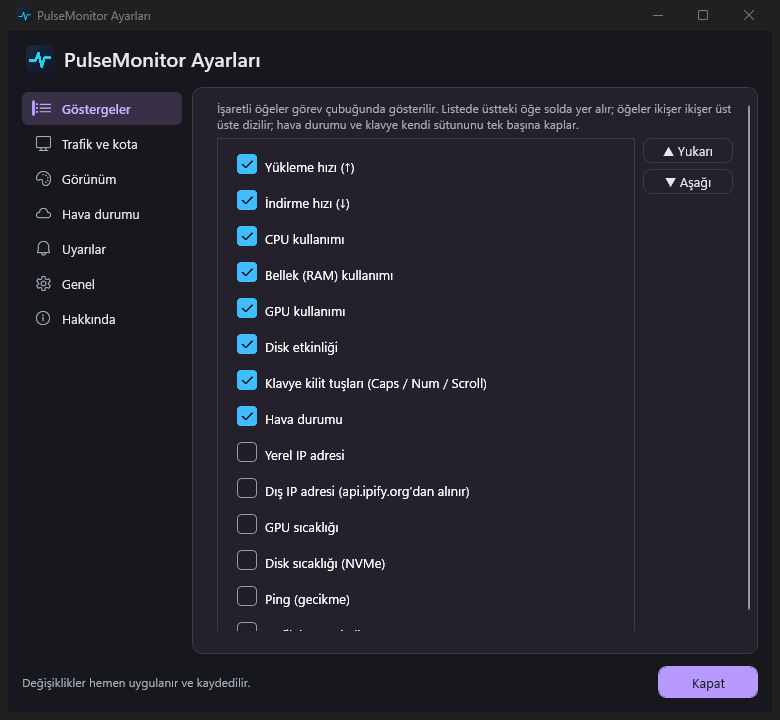 PulseMonitor Ayarları
PulseMonitor Ayarları
Göstergeler
Trafik ve kota
Görünüm
Hava durumu
Uyarılar
Genel
Hakkında
İşaretli öğeler görev çubuğunda gösterilir. Listede üstteki öğe solda yer alır; öğeler ikişer ikişer üst
üste dizilir; hava durumu ve klavye kendi sütununu tek başına kaplar.
Yükleme hızı (↑)
İndirme hızı (↓)
CPU kullanımı
Bellek (RAM) kullanımı
GPU kullanımı
Disk etkinliği
Klavye kilit tuşları (Caps / Num / Scroll)
Hava durumu
Yerel IP adresi
Dış IP adresi (api.ipify.org'dan alınır)
GPU sıcaklığı
Disk sıcaklığı (NVMe)
Ping (gecikme)
▲ Yukarı
▼ Aşağı
Değişiklikler hemen uygulanır ve kaydedilir.
Kapat